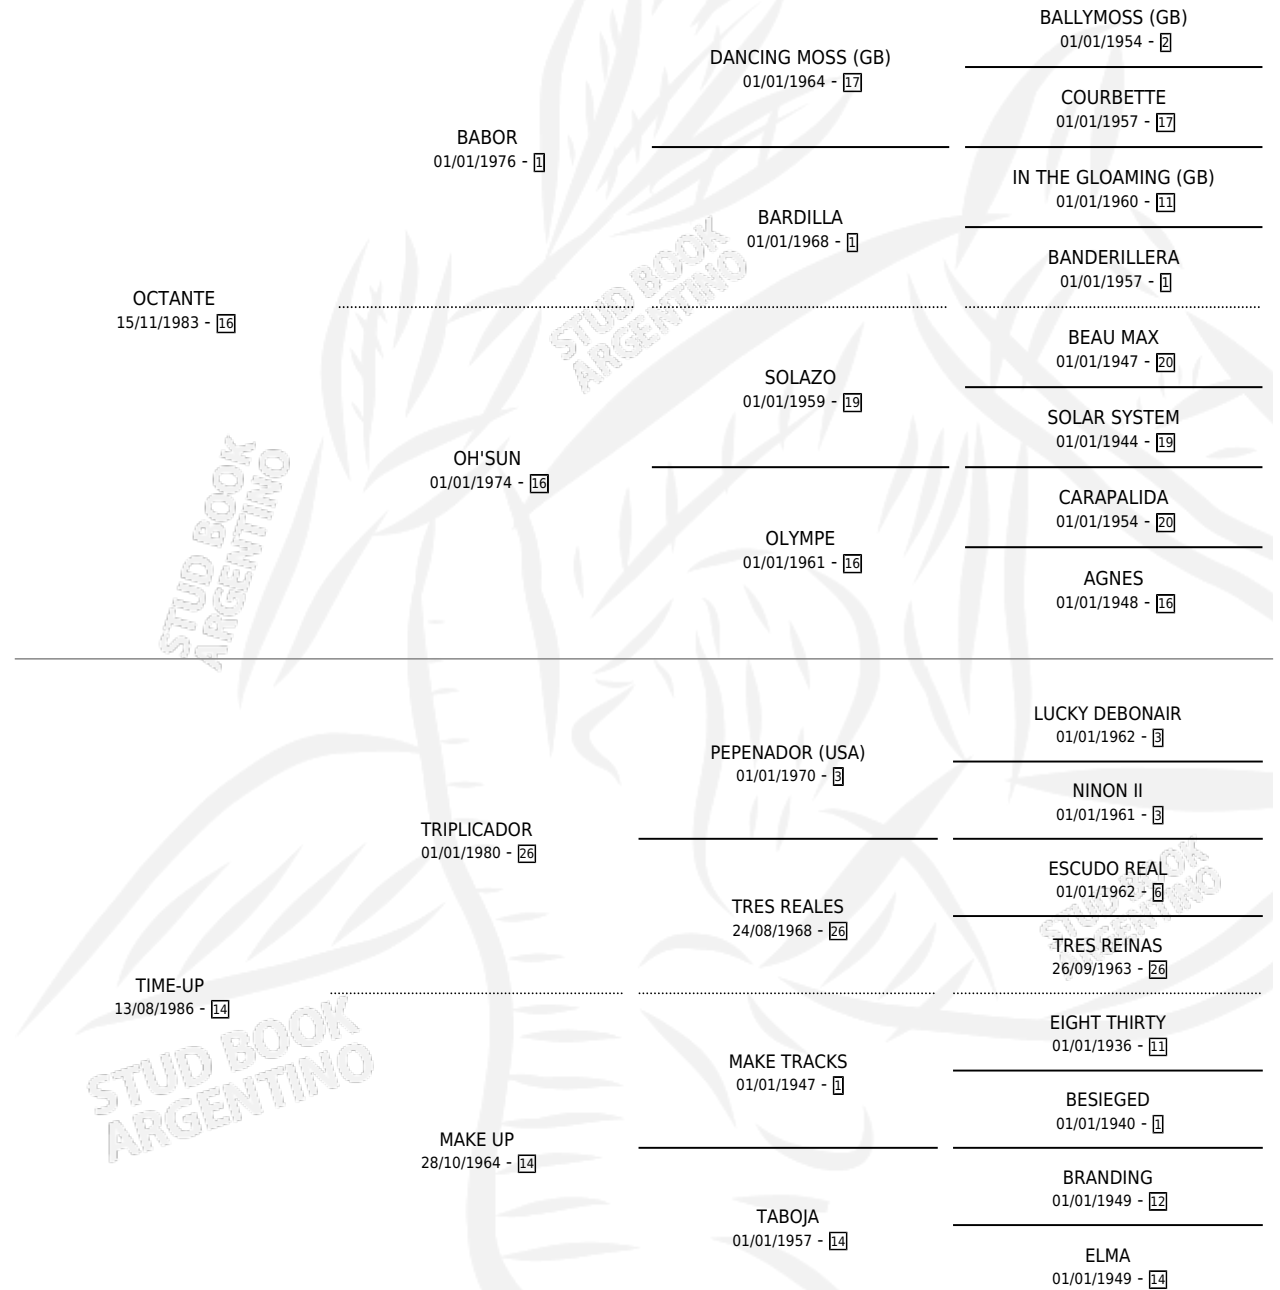 BALLYMOSS (GB)
01/01/1954 - 2
DANCING MOSS (GB)
01/01/1964 - 17
COURBETTE
01/01/1957 - 17
BABOR
01/01/1976 - 1
IN THE GLOAMING (GB)
01/01/1960 - 11
BARDILLA
01/01/1968 - 1
BANDERILLERA
01/01/1957 - 1
OCTANTE
15/11/1983 - 16
BEAU MAX
01/01/1947 - 20
SOLAZO
01/01/1959 - 19
SOLAR SYSTEM
01/01/1944 - 19
OH'SUN
01/01/1974 - 16
CARAPALIDA
01/01/1954 - 20
OLYMPE
01/01/1961 - 16
AGNES
01/01/1948 - 16
STUD BOOK
ARGENTINO
STUD BOOK
ARGENTINO
LUCKY DEBONAIR
01/01/1962 - 3
PEPENADOR (USA)
01/01/1970 - 3
NINON II
01/01/1961 - 3
TRIPLICADOR
01/01/1980 - 26
ESCUDO REAL
01/01/1962 - 6
TRES REALES
24/08/1968 - 26
TRES REINAS
26/09/1963 - 26
TIME-UP
13/08/1986 - 14
EIGHT THIRTY
01/01/1936 - 11
MAKE TRACKS
01/01/1947 - 1
BESIEGED
01/01/1940 - 1
MAKE UP
28/10/1964 - 14
BRANDING
01/01/1949 - 12
TABOJA
01/01/1957 - 14
ELMA
01/01/1949 - 14
STUD BOOK
ARGENTINO
STUD BOOK
ARGENTINO